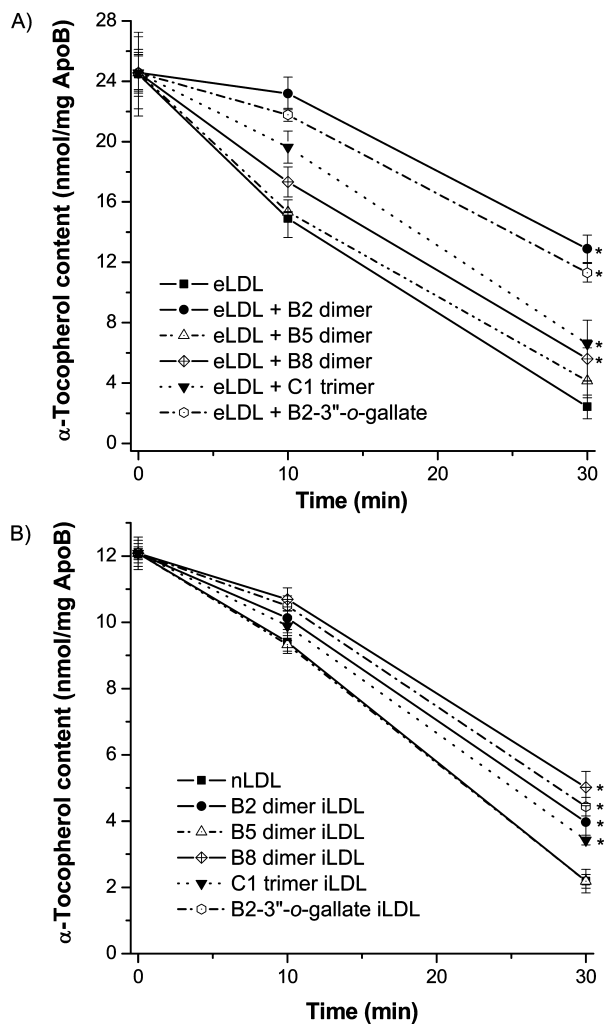 A)
α-Tocopherol content (nmol/mg ApoB)
28
24
20
16
12
8
4
0
eLDL
eLDL + B2 dimer
eLDL + B5 dimer
eLDL + B8 dimer
eLDL + C1 trimer
eLDL + B2-3"-o-gallate
*
*
*
*
0
10
20
30
Time (min)
B)
α-Tocopherol content (nmol/mg ApoB)
12
10
8
6
4
2
0
nLDL
B2 dimer iLDL
B5 dimer iLDL
B8 dimer iLDL
C1 trimer iLDL
B2-3"-o-gallate iLDL
*
*
*
*
0
10
20
30
Time (min)